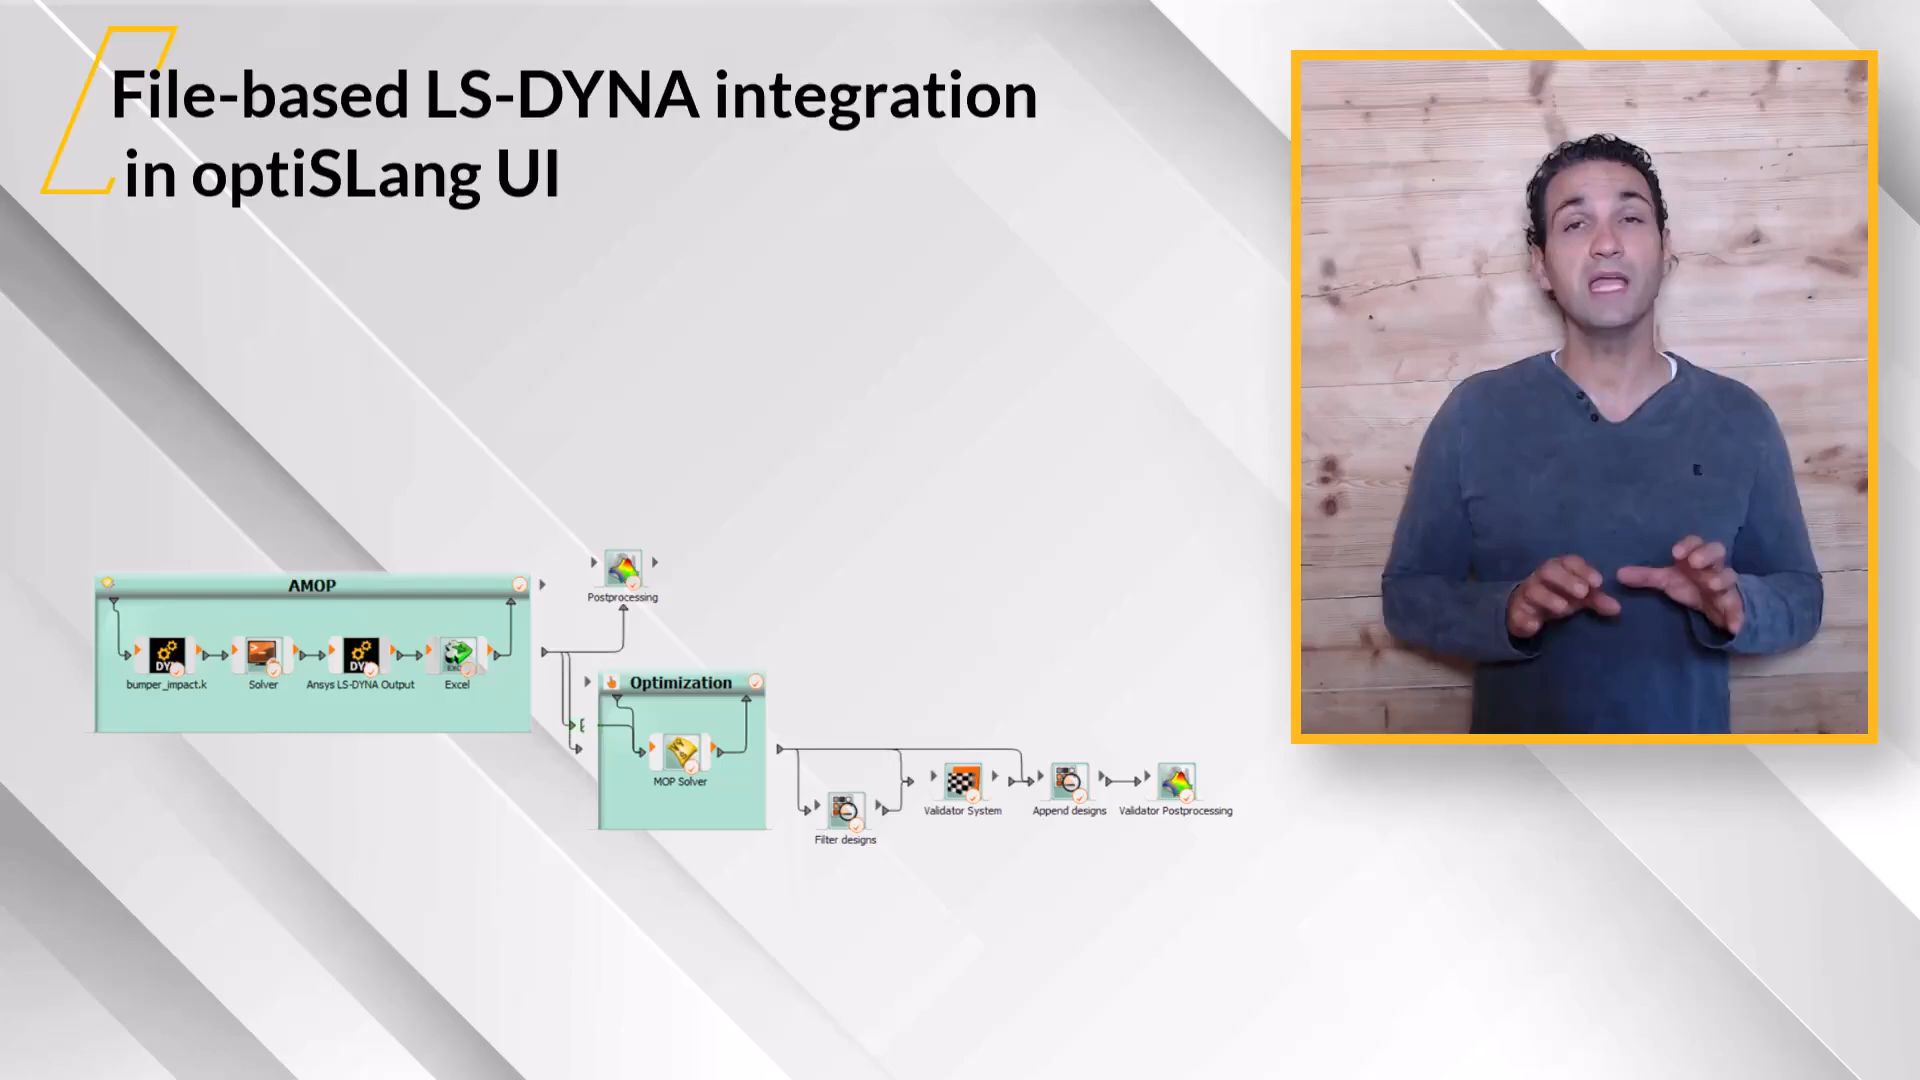 File-based LS-DYNA integration
in optiSLang UI
AMOP
bumper_impact.k
Solver
Ansys LS-DYNA Output
Excel
Postprocessing
Optimization
MOP Solver
Filter designs
Validator System
Append designs
Validator Postprocessing